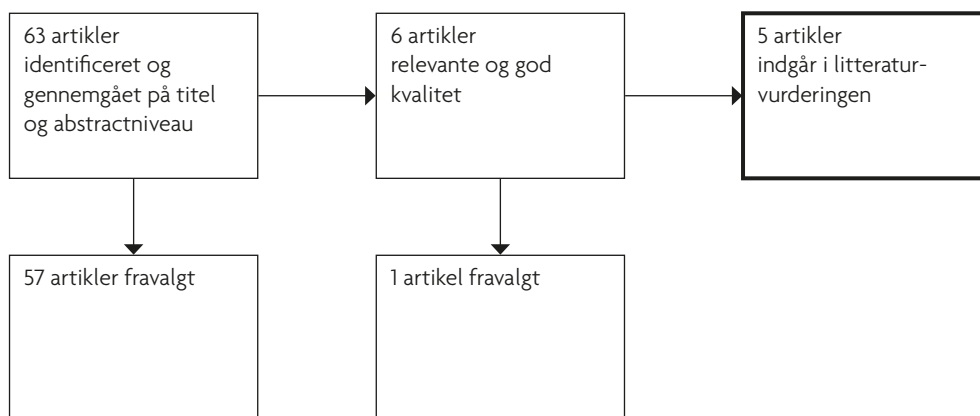 63 artikler
identificeret og
gennemgået på titel
og abstractniveau
6 artikler
relevante og god
kvalitet
5 artikler
indgår i litteratur-
vurderingen
57 artikler fravalgt
1 artikel fravalgt